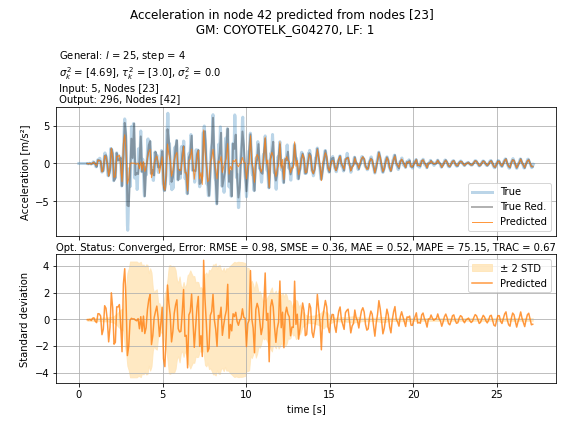 Acceleration in node 42 predicted from nodes [23]
GM: COYOTELK_G04270, LF: 1
General: l = 25, step = 4
σ_k² = [4.69], τ_k² = [3.0], σ_ε² = 0.0
Input: 5, Nodes [23]
Output: 296, Nodes [42]
Acceleration [m/s²]
5
0
−5
True
True Red.
Predicted
Opt. Status: Converged, Error: RMSE = 0.98, SMSE = 0.36, MAE = 0.52, MAPE = 75.15, TRAC = 0.67
Standard deviation
4
2
0
−2
−4
± 2 STD
Predicted
0 5 10 15 20 25
time [s]